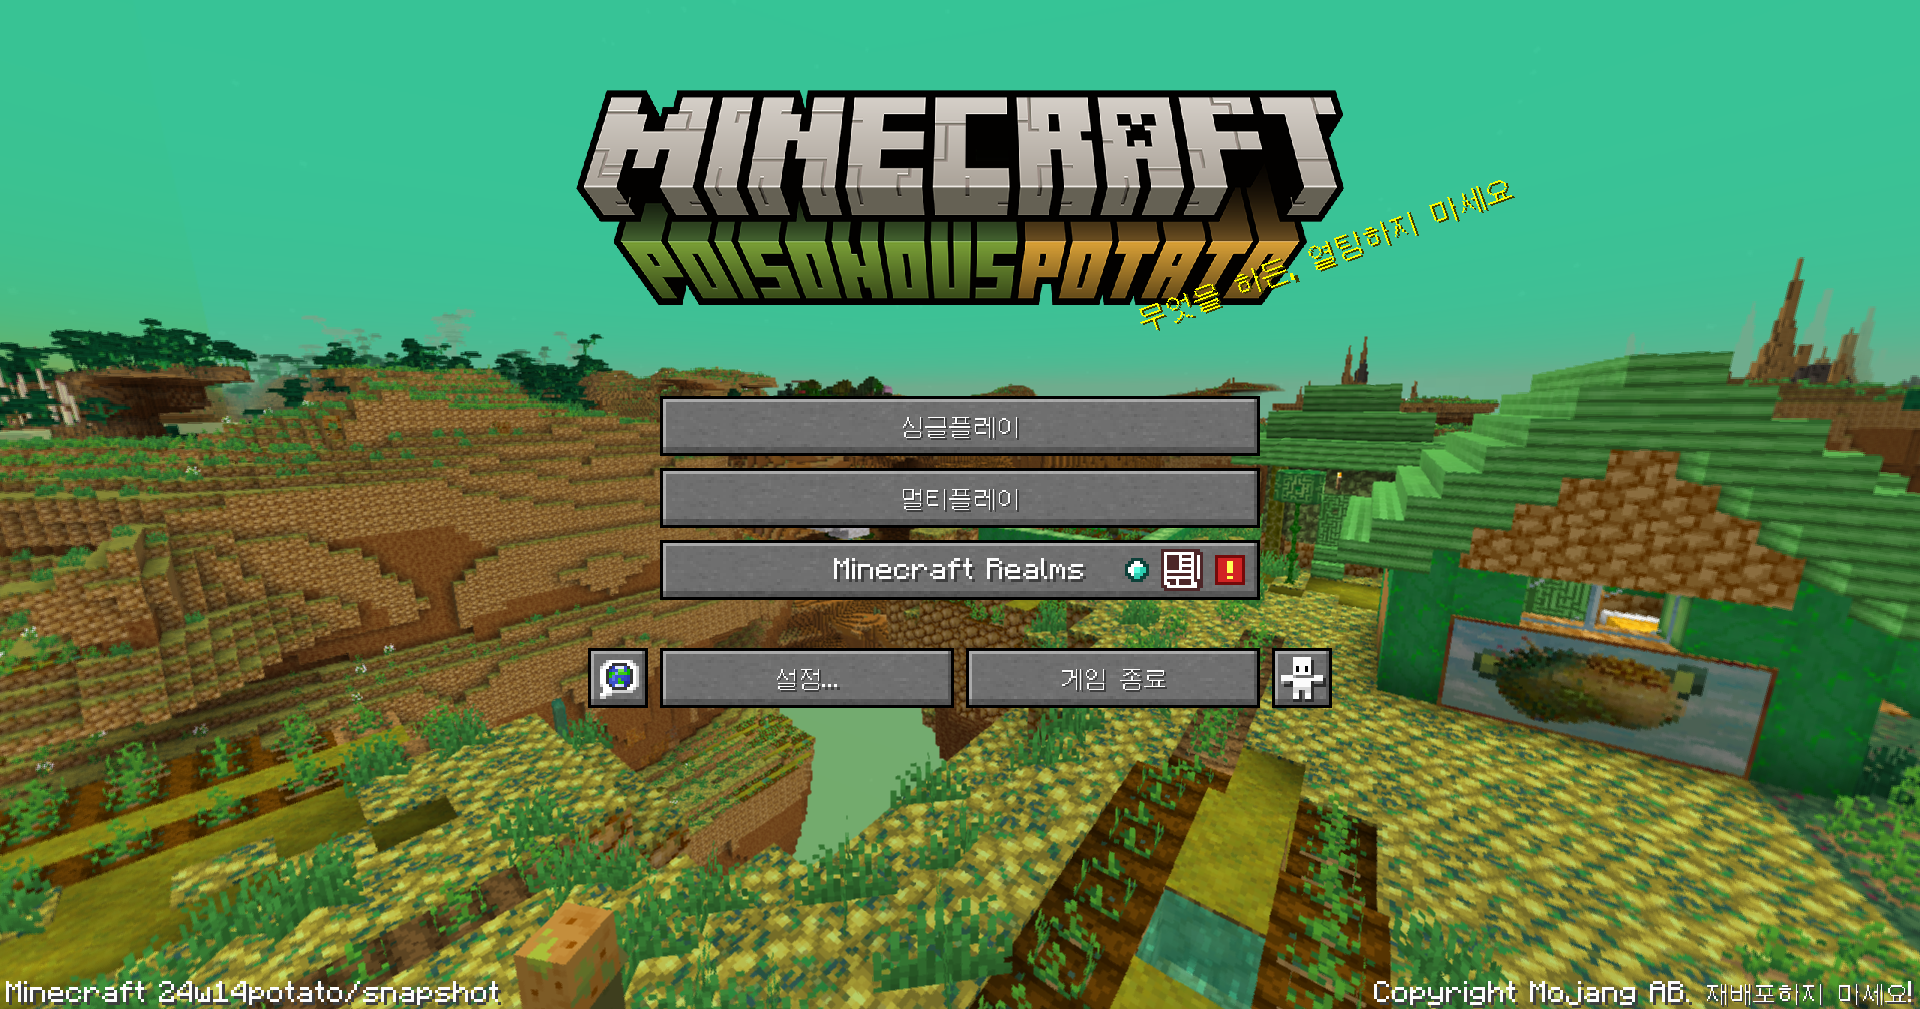 MINECRAFT
POISONOUS POTATO
무엇을 하든, 열팀하지 마세요
싱글플레이
멀티플레이
Minecraft Realms
설정...
게임 종료
Minecraft 24w14potato/snapshot
Copyright Mojang AB. 재배포하지 마세요!